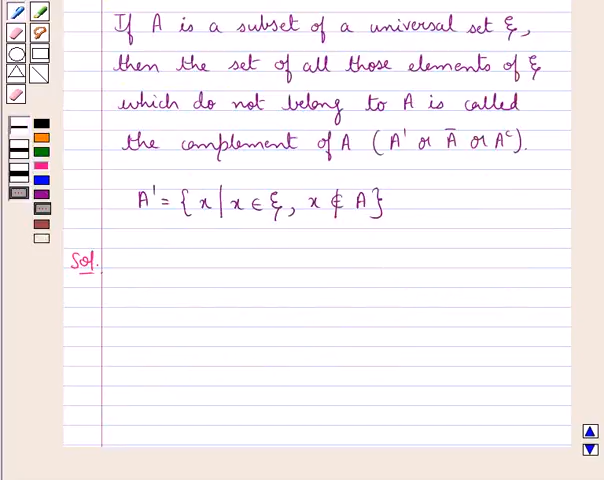 If A is a subset of a universal set ξ,
then the set of all those elements of ξ
which do not belong to A is called
the complement of A (A' or Ā or Aᶜ).
A' = { x | x ∈ ξ, x ∉ A }
Sol.